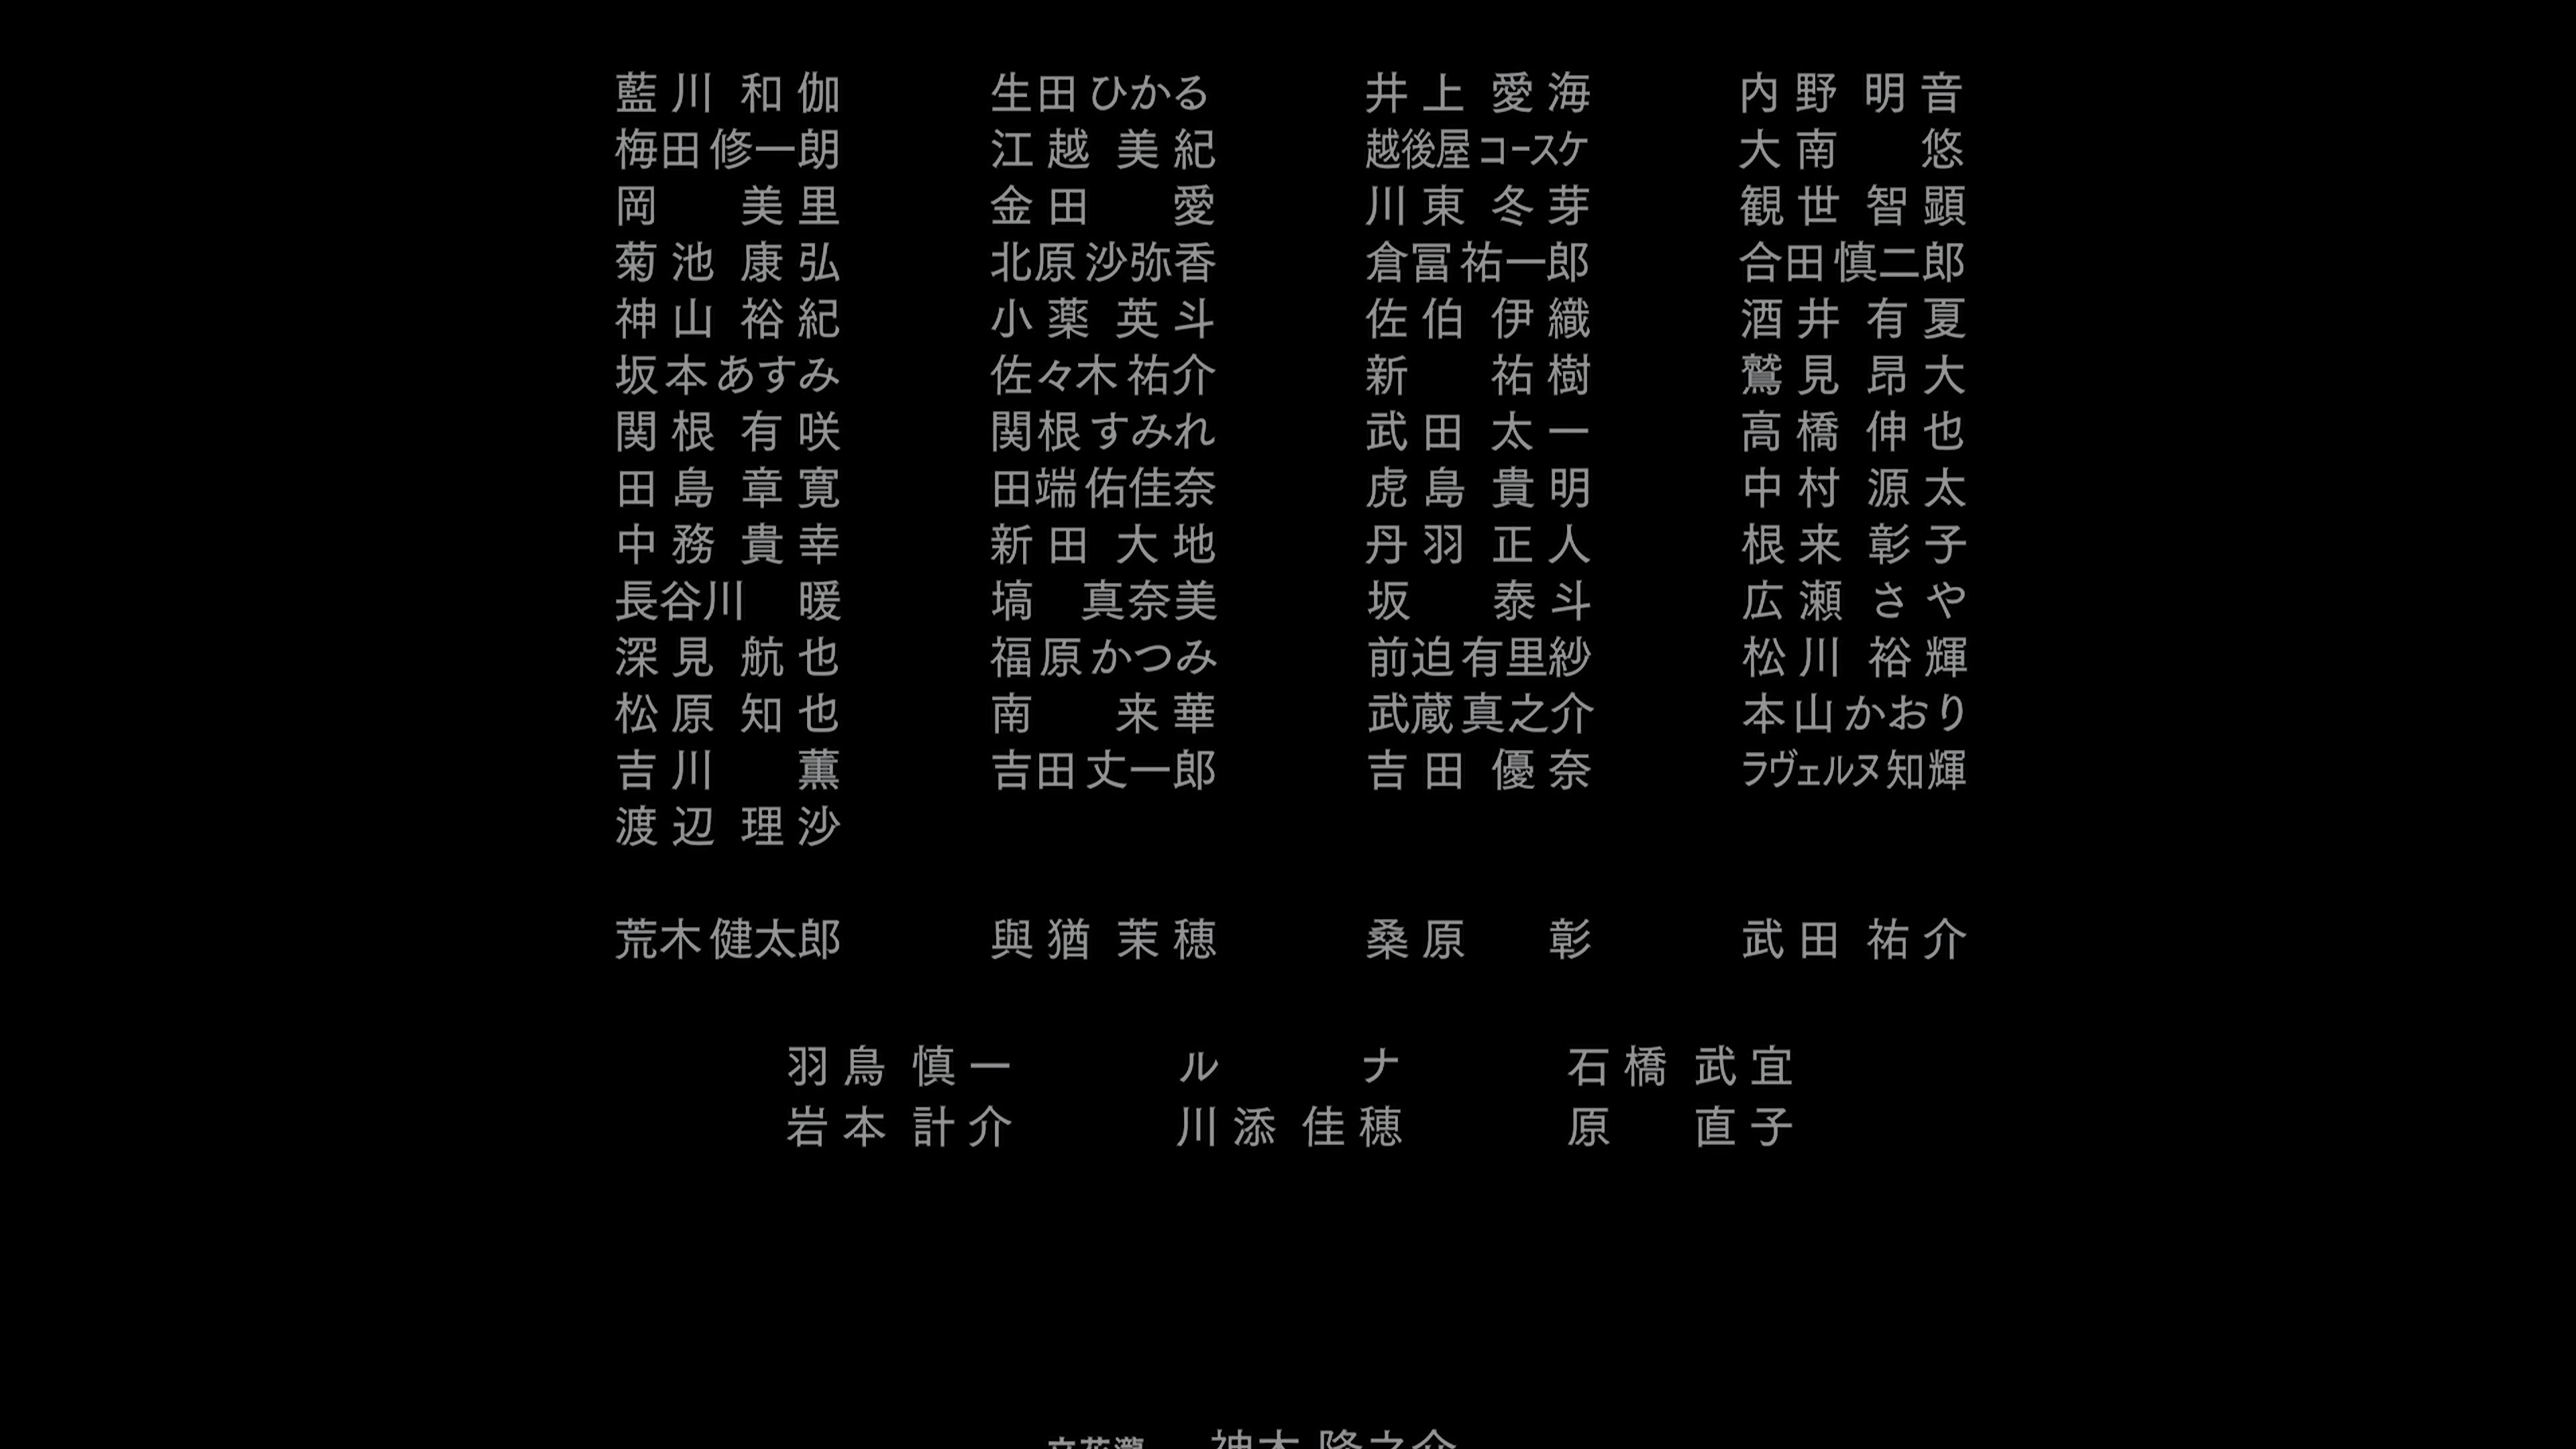 藍川 和伽 生田ひかる 井上 愛海 内野 明音
梅田修一朗 江越 美紀 越後屋コースケ 大南 悠
岡 美里 金田 愛 川東 冬芽 観世 智顕
菊池 康弘 北原沙弥香 倉冨祐一郎 合田慎二郎
神山 裕紀 小薬 英斗 佐伯 伊織 酒井 有夏
坂本あすみ 佐々木祐介 新 祐樹 鷲見 昂大
関根 有咲 関根すみれ 武田 太一 高橋 伸也
田島 章寛 田端佑佳奈 虎島 貴明 中村 源太
中務 貴幸 新田 大地 丹羽 正人 根来 彰子
長谷川 暖 塙 真奈美 坂 泰斗 広瀬 さや
深見 航也 福原かつみ 前迫有里紗 松川 裕輝
松原 知也 南 来華 武蔵真之介 本山かおり
吉川 薫 吉田丈一郎 吉田 優奈 ラヴェルヌ知輝
渡辺 理沙
荒木健太郎 與猶 茉穂 桑原 彰 武田 祐介
羽鳥 慎一 ルナ 石橋 武宜
岩本 計介 川添 佳穂 原 直子
立花瀧 神木 隆之介